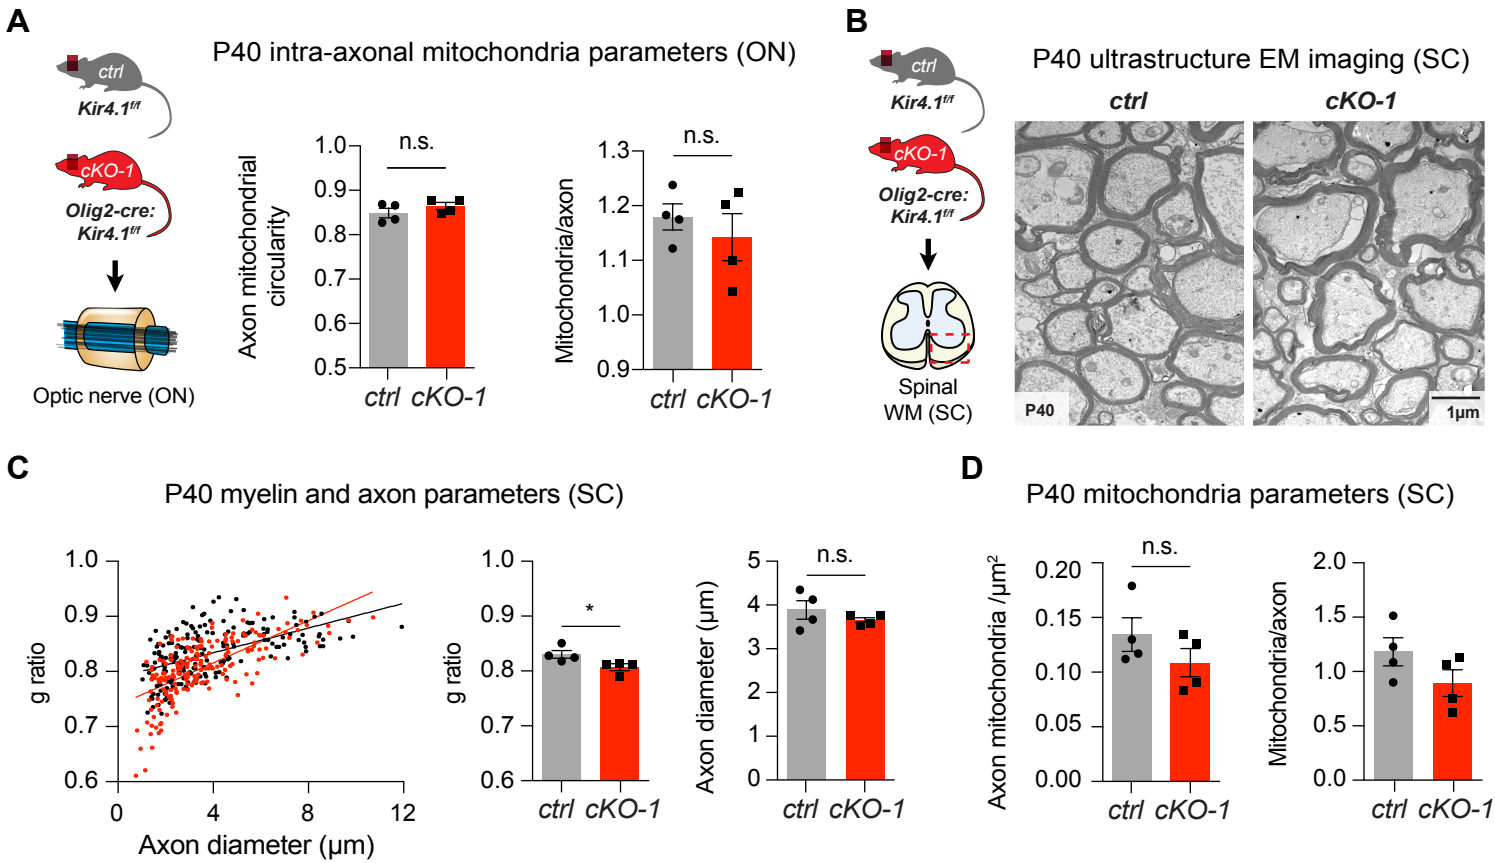 A
P40 intra-axonal mitochondria parameters (ON)
ctrl
Kir4.1f/f
cKO-1
Olig2-cre:
Kir4.1f/f
Optic nerve (ON)
Axon mitochondrial
circularity
1.0
0.9
0.8
0.7
0.6
0.5
n.s.
ctrl cKO-1
Mitochondria/axon
1.3
1.2
1.1
1.0
0.9
n.s.
ctrl cKO-1
B
P40 ultrastructure EM imaging (SC)
ctrl
Kir4.1f/f
cKO-1
Olig2-cre:
Kir4.1f/f
Spinal
WM (SC)
ctrl
cKO-1
P40
1µm
C
P40 myelin and axon parameters (SC)
g ratio
1.0
0.9
0.8
0.7
0.6
0
4
8
12
Axon diameter (µm)
g ratio
1.0
0.9
0.8
0.7
0.6
*
ctrl cKO-1
Axon diameter (µm)
5
4
3
2
1
0
n.s.
ctrl cKO-1
D
P40 mitochondria parameters (SC)
Axon mitochondria /µm²
0.20
0.15
0.10
0.05
0.00
n.s.
ctrl cKO-1
Mitochondria/axon
2.0
1.5
1.0
0.5
0.0
ctrl cKO-1